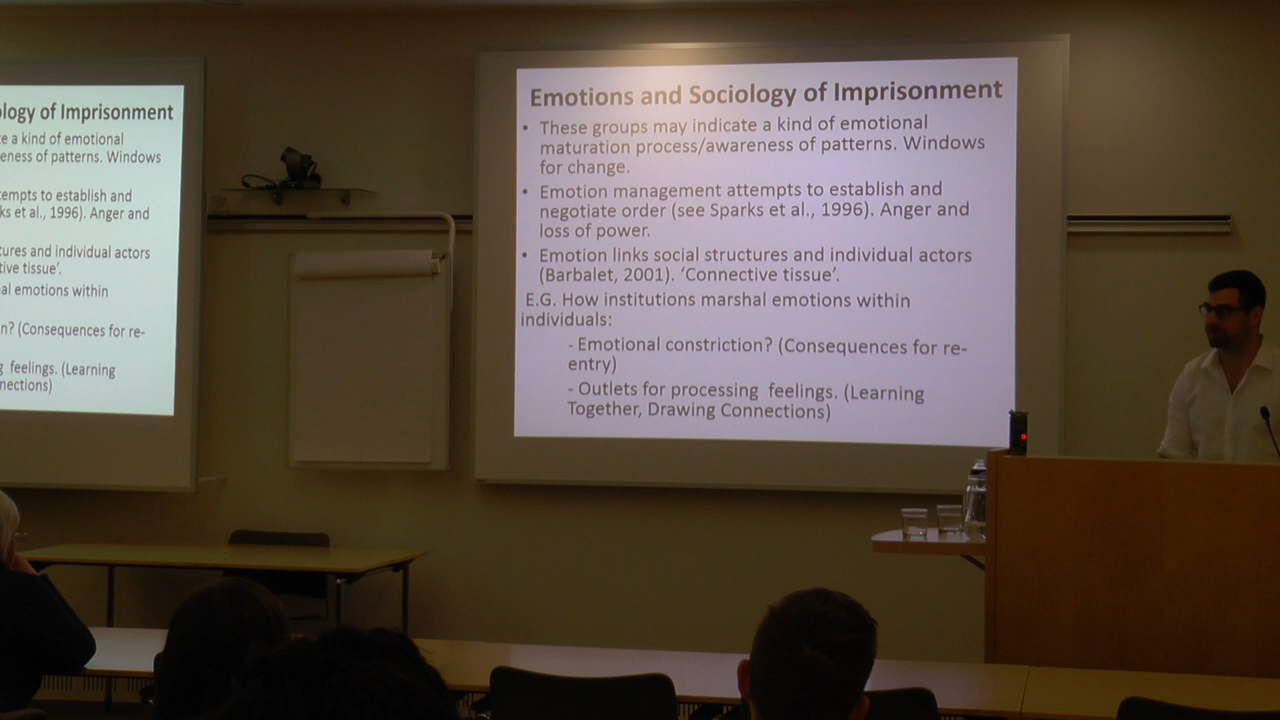 ology of Imprisonment
e a kind of emotional
eness of patterns. Windows
empts to establish and
ks et al., 1996). Anger and
tures and individual actors
tive tissue’.
al emotions within
n? (Consequences for re-
g feelings. (Learning
nections)
Emotions and Sociology of Imprisonment
• These groups may indicate a kind of emotional
maturation process/awareness of patterns. Windows
for change.
• Emotion management attempts to establish and
negotiate order (see Sparks et al., 1996). Anger and
loss of power.
• Emotion links social structures and individual actors
(Barbalet, 2001). ‘Connective tissue’.
E.G. How institutions marshal emotions within
individuals:
- Emotional constriction? (Consequences for re-
entry)
- Outlets for processing feelings. (Learning
Together, Drawing Connections)